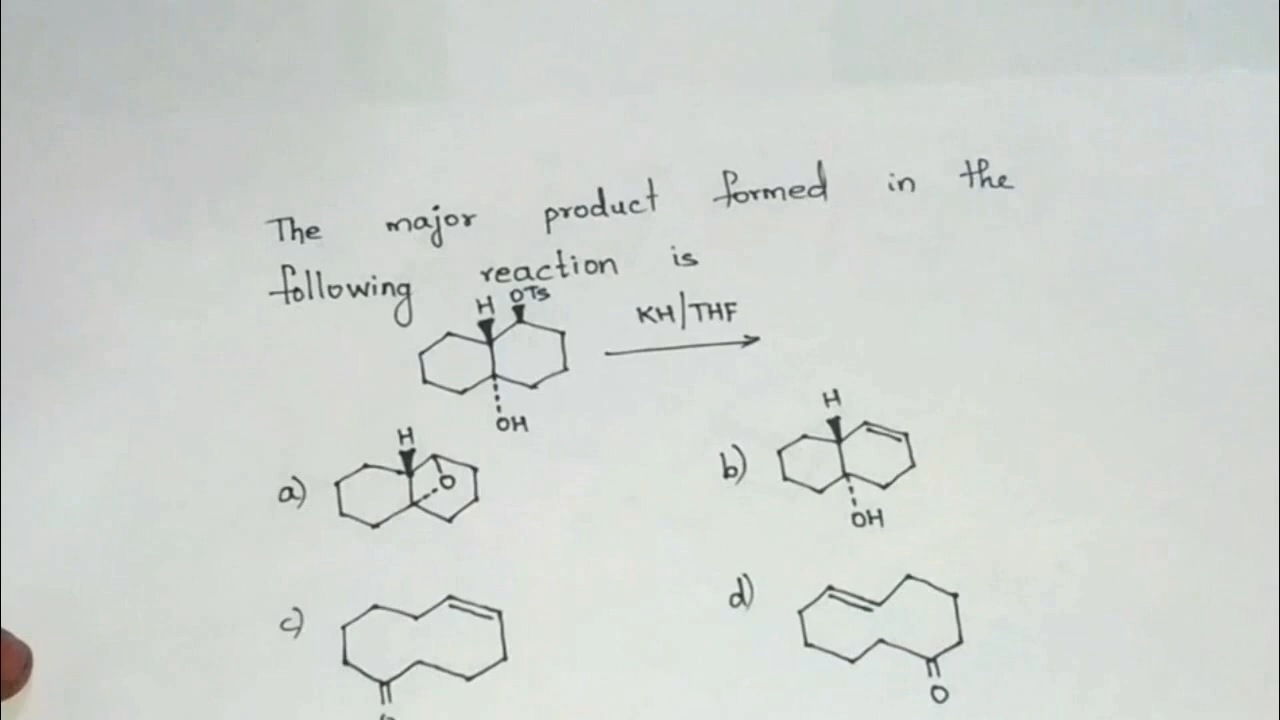 The major product formed in the
following reaction is
H OTs
KH/THF
OH
a)
H
O
b)
H
OH
c)
d)
O